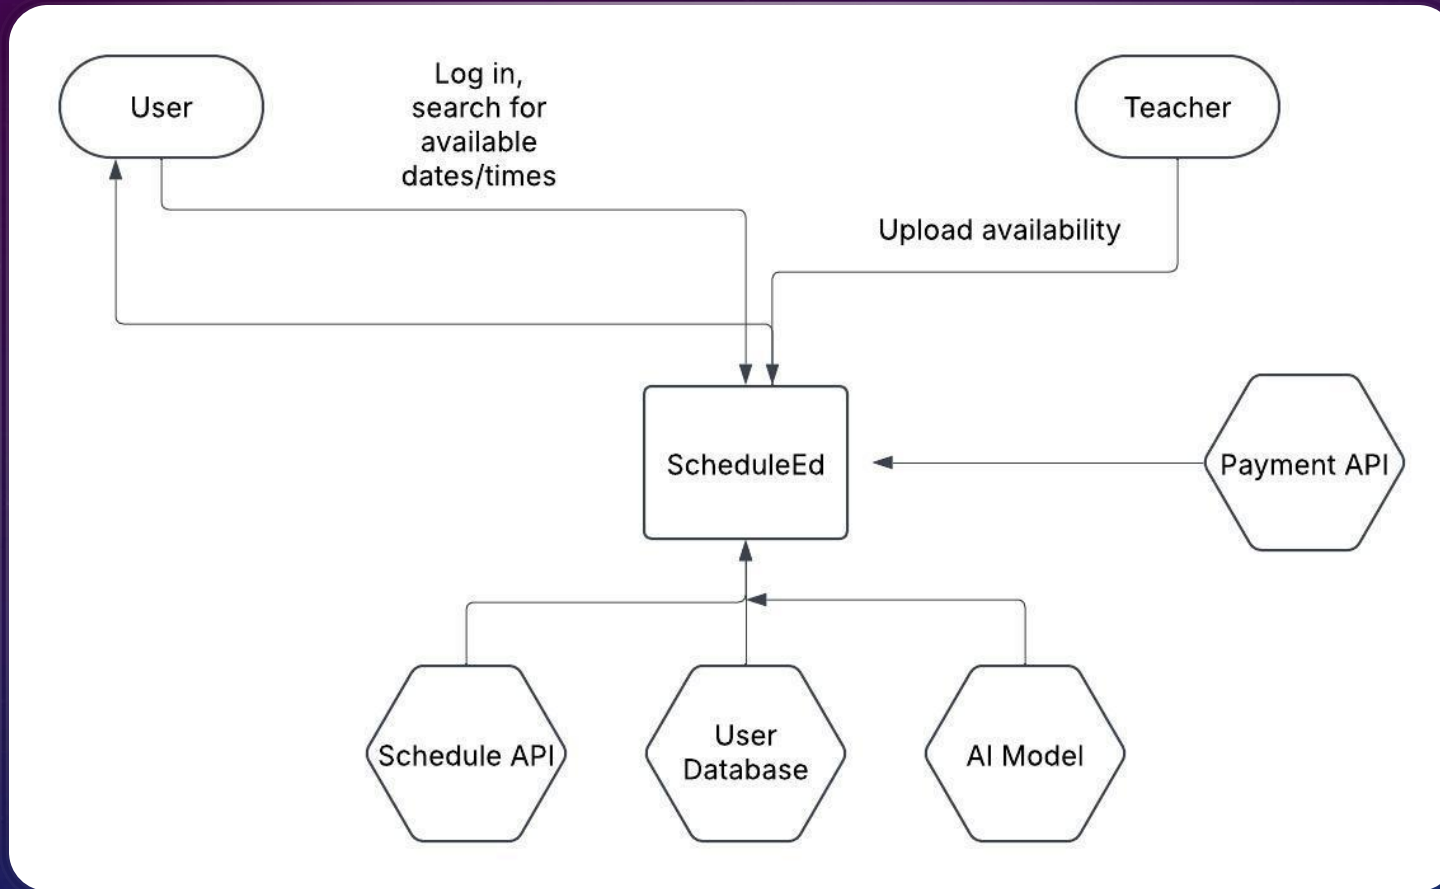 User
Log in,
search for
available
dates/times
Teacher
Upload availability
ScheduleEd
Payment API
Schedule API
User
Database
AI Model